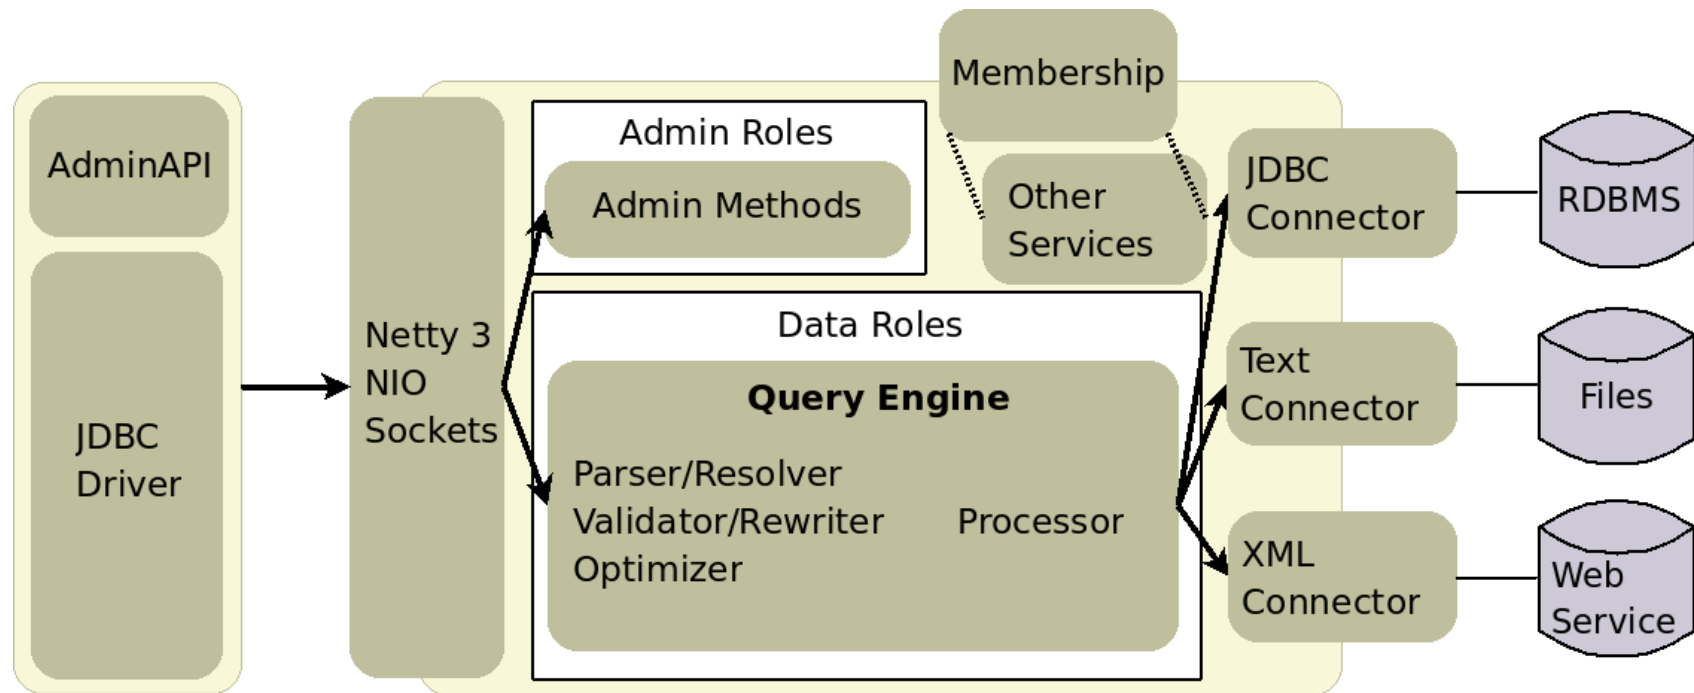 AdminAPI
JDBC
Driver
Netty 3
NIO
Sockets
Admin Roles
Admin Methods
Membership
Other
Services
Data Roles
Query Engine
Parser/Resolver
Validator/Rewriter
Optimizer
Processor
JDBC
Connector
Text
Connector
XML
Connector
RDBMS
Files
Web
Service